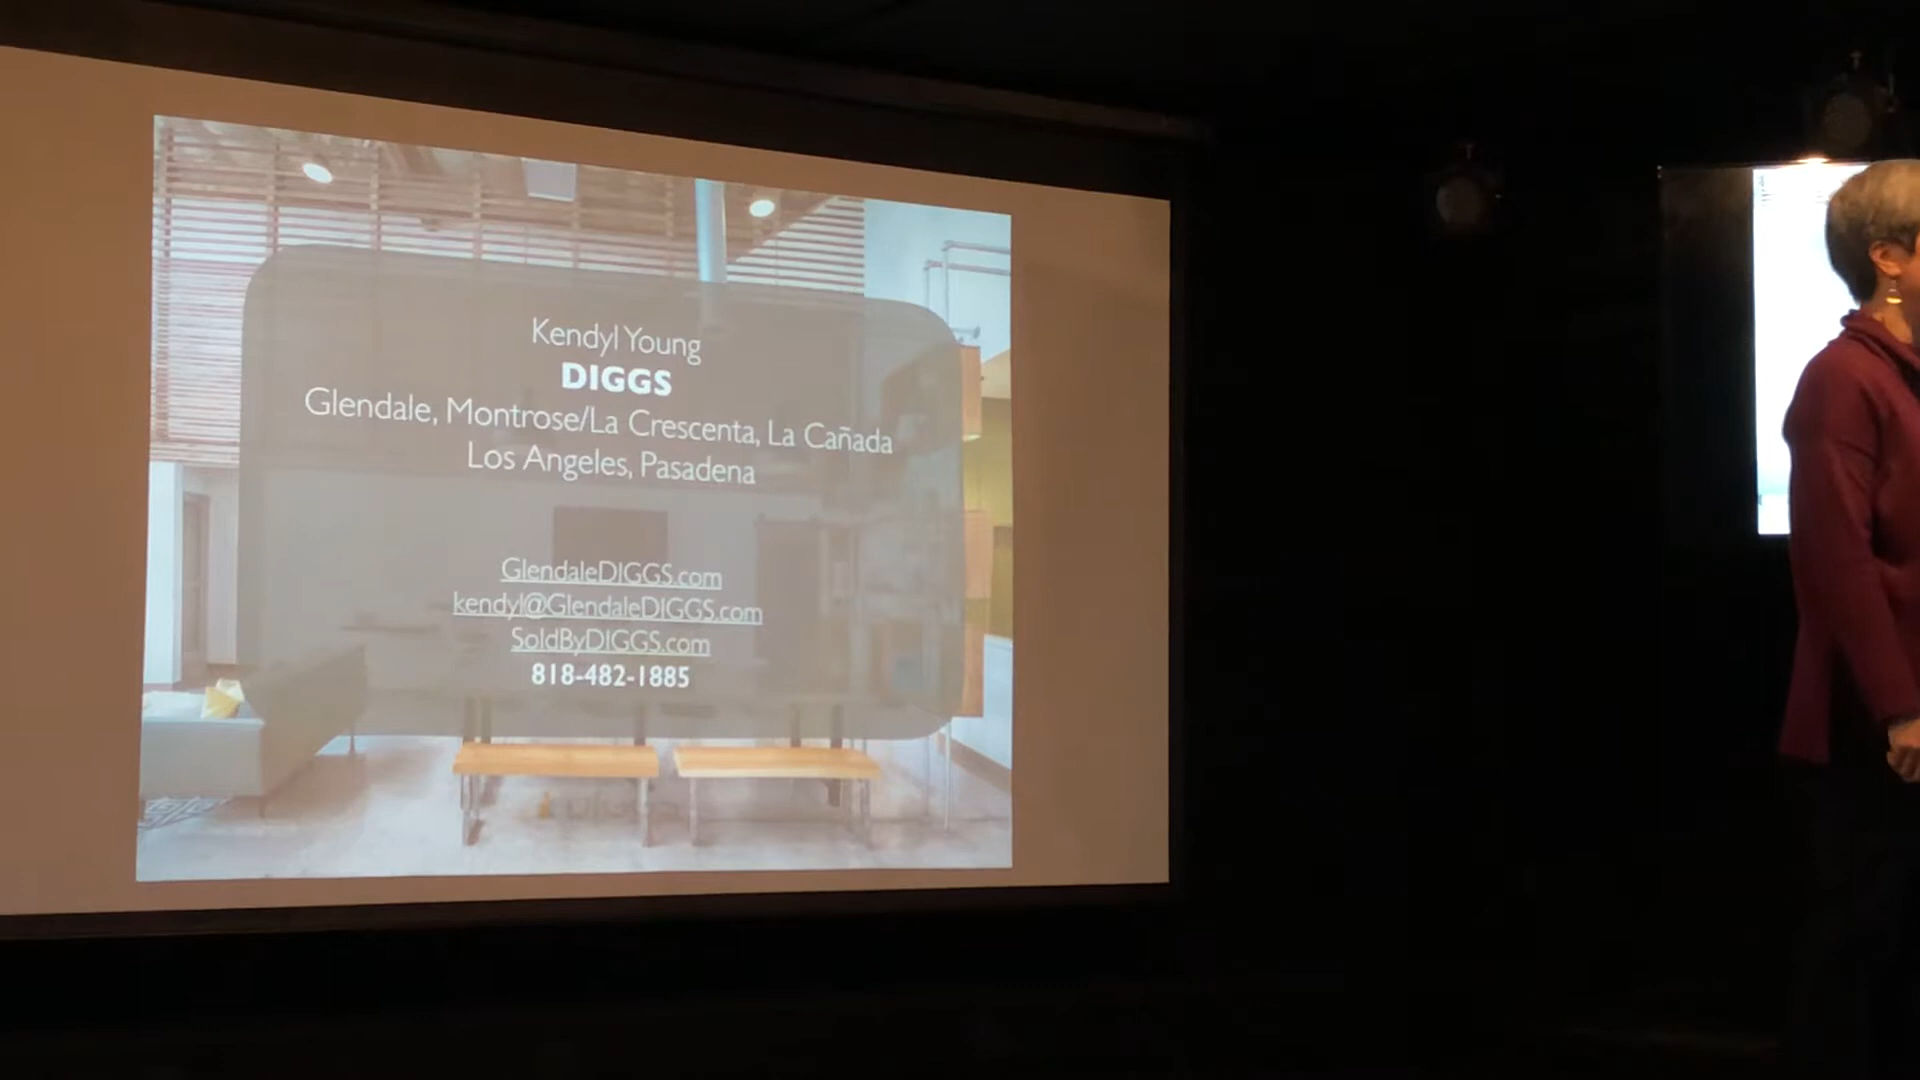 Kendyl Young
DIGGS
Glendale, Montrose/La Crescenta, La Cañada
Los Angeles, Pasadena
GlendaleDIGGS.com
kendyl@GlendaleDIGGS.com
SoldByDIGGS.com
818-482-1885